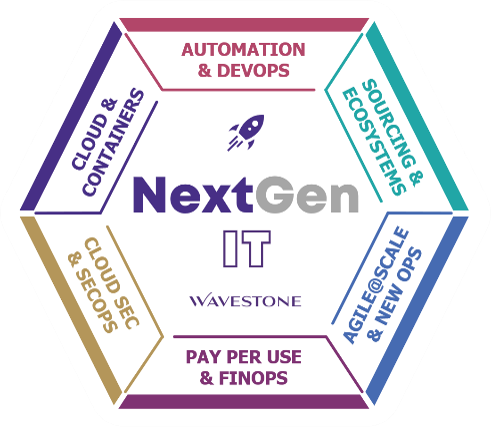 AUTOMATION
& DEVOPS
CLOUD &
CONTAINERS
SOURCING &
ECOSYSTEMS
NextGen
IT
WAVESTONE
CLOUD SEC
& SECOPS
AGILE@SCALE
& NEW OPS
PAY PER USE
& FINOPS